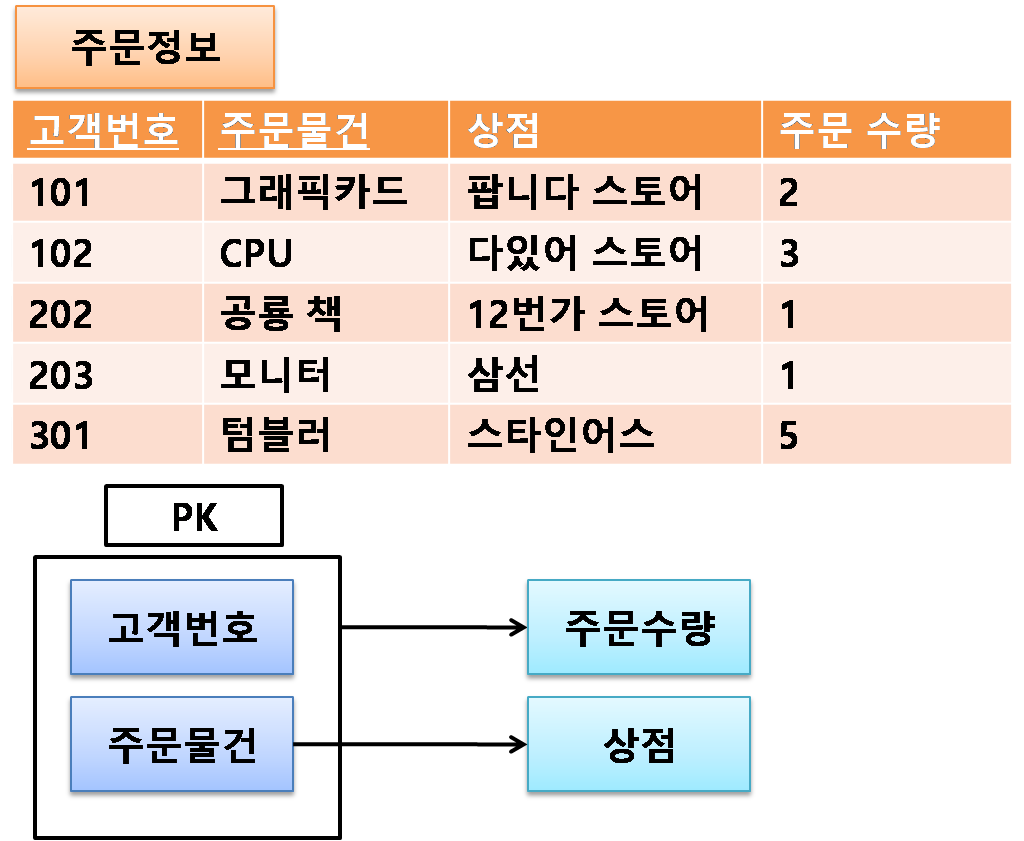 주문정보
고객번호 주문물건 상점 주문 수량
101 그래픽카드 팝니다 스토어 2
102 CPU 다있어 스토어 3
202 공룡 책 12번가 스토어 1
203 모니터 삼선 1
301 텀블러 스타인어스 5
PK
고객번호 주문수량
주문물건 상점